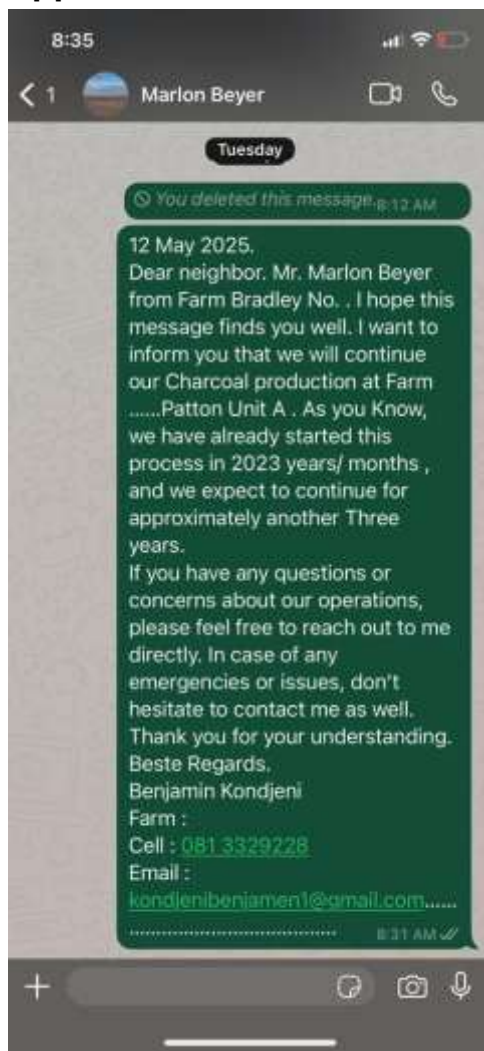 8:35
1 Marlon Beyer
Tuesday
You deleted this message. 8:12 AM
12 May 2025.
Dear neighbor. Mr. Marlon Beyer
from Farm Bradley No. . I hope this
message finds you well. I want to
inform you that we will continue
our Charcoal production at Farm
......Patton Unit A . As you Know,
we have already started this
process in 2023 years/ months ,
and we expect to continue for
approximately another Three
years.
If you have any questions or
concerns about our operations,
please feel free to reach out to me
directly. In case of any
emergencies or issues, don't
hesitate to contact me as well.
Thank you for your understanding.
Beste Regards.
Benjamin Kondjeni
Farm :
Cell : 081 3329228
Email :
kondjenibenjamen1@gmail.com......
....................................... 8:31 AM